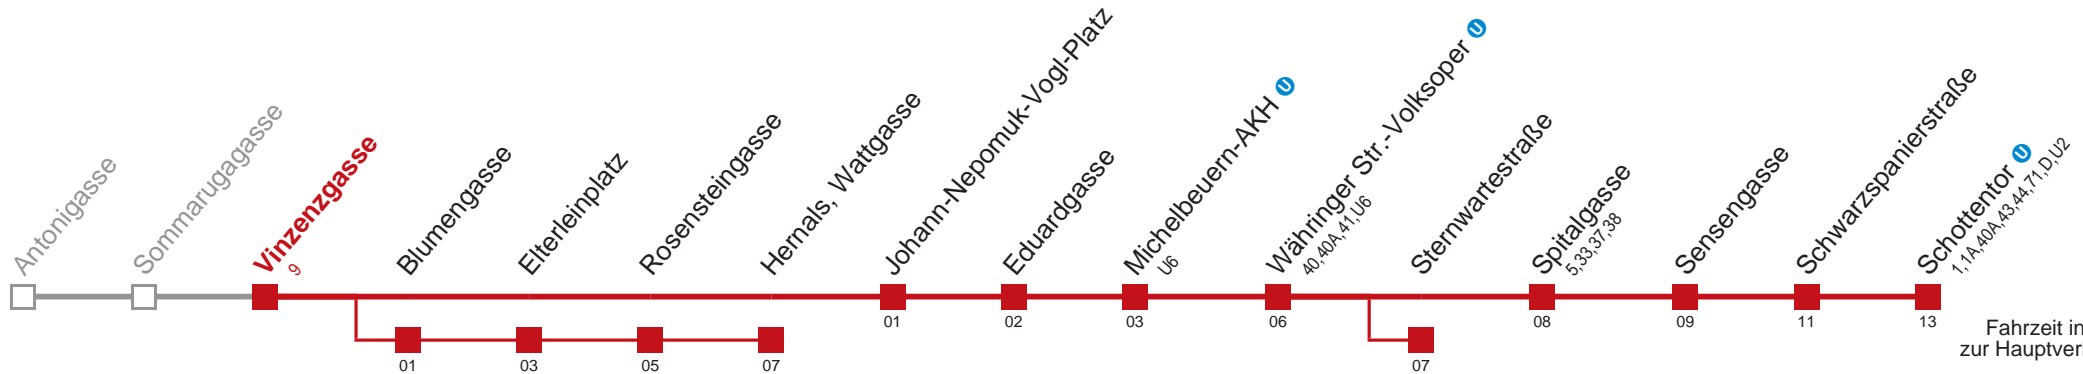 Antonigasse
Sommarugagasse
Vinzenzgasse
9
Blumengasse
Elterleinplatz
Rosensteingasse
Hernals, Wattgasse
Johann-Nepomuk-Vogl-Platz
Eduardgasse
Michelbeuern-AKH U
U6
Währinger Str.-Volksoper U
40,40A,41,U6
Sternwartestraße
Spitalgasse
5,33,37,38
Sensengasse
Schwarzspanierstraße
Schottentor U
1,1A,40A,43,44,71,D,U2
01 02 03 06 08 09 11 13
01 03 05 07 07
Fahrzeit in
zur Hauptver